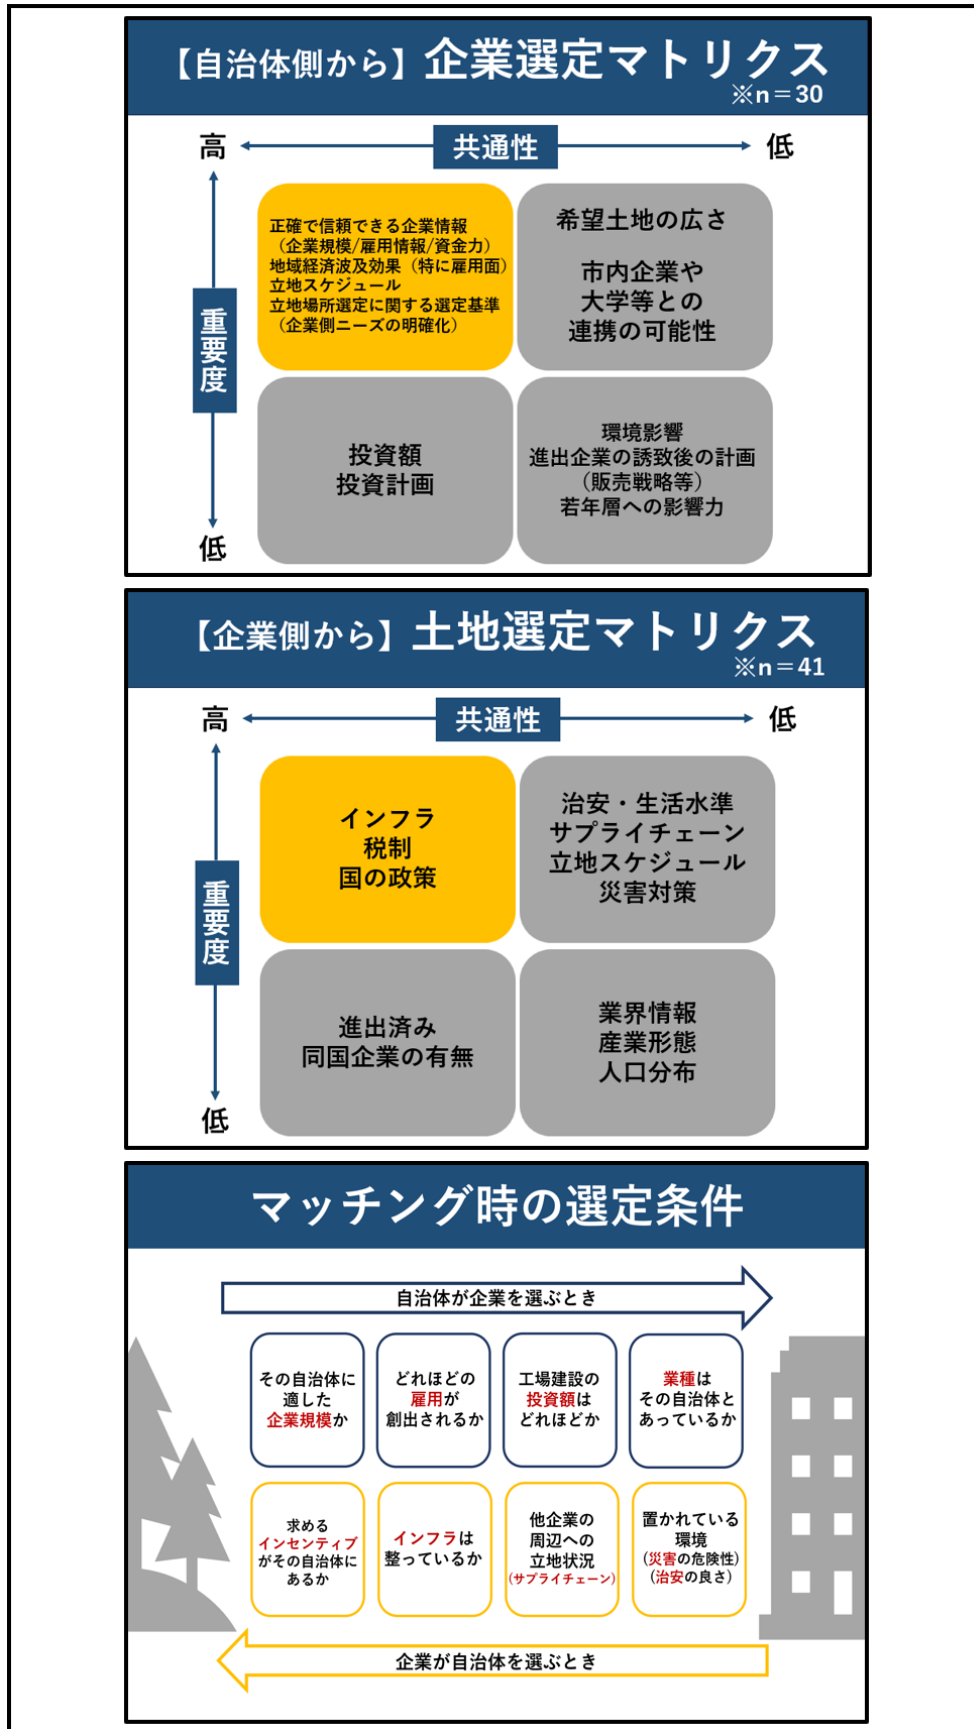 【自治体側から】企業選定マトリクス
※n＝30
高
共通性
低
重要度
低
正確で信頼できる企業情報
（企業規模/雇用情報/資金力）
地域経済波及効果（特に雇用面）
立地スケジュール
立地場所選定に関する選定基準
（企業側ニーズの明確化）
希望土地の広さ
市内企業や
大学等との
連携の可能性
投資額
投資計画
環境影響
進出企業の誘致後の計画
（販売戦略等）
若年層への影響力
【企業側から】土地選定マトリクス
※n＝41
高
共通性
低
重要度
低
インフラ
税制
国の政策
治安・生活水準
サプライチェーン
立地スケジュール
災害対策
進出済み
同国企業の有無
業界情報
産業形態
人口分布
マッチング時の選定条件
自治体が企業を選ぶとき
その自治体に
適した
企業規模か
どれほどの
雇用が
創出されるか
工場建設の
投資額は
どれほどか
業種は
その自治体と
あっているか
求める
インセンティブ
がその自治体に
あるか
インフラは
整っているか
他企業の
周辺への
立地状況
(サプライチェーン)
置かれている
環境
(災害の危険性)
(治安の良さ)
企業が自治体を選ぶとき